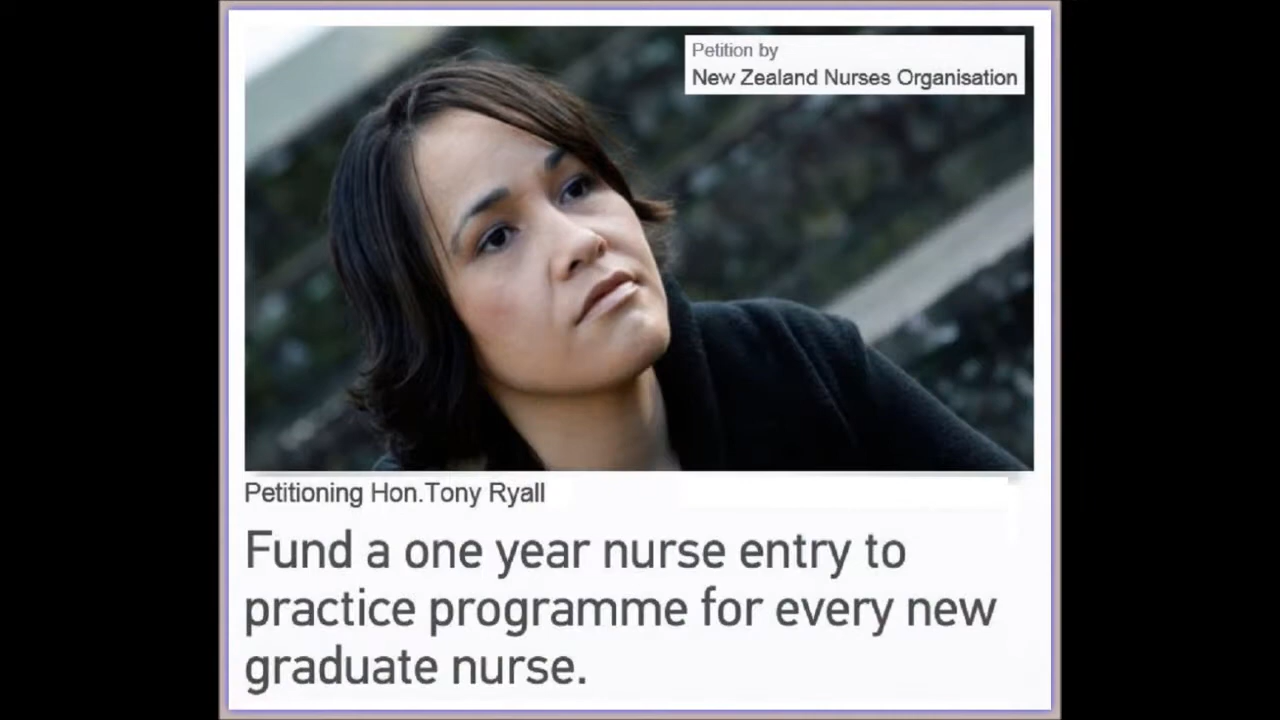 Petition by
New Zealand Nurses Organisation
Petitioning Hon.Tony Ryall
Fund a one year nurse entry to
practice programme for every new
graduate nurse.